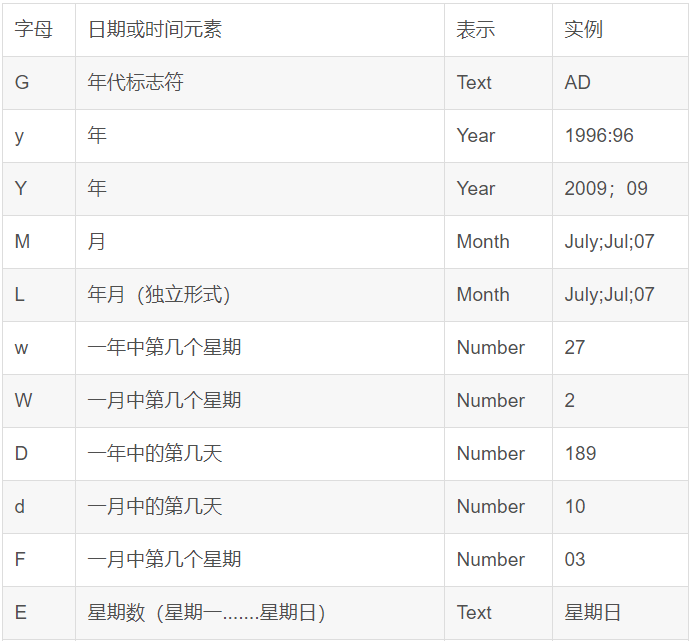 字母 日期或时间元素 表示 实例
G 年代标志符 Text AD
y 年 Year 1996:96
Y 年 Year 2009；09
M 月 Month July;Jul;07
L 年月（独立形式） Month July;Jul;07
w 一年中第几个星期 Number 27
W 一月中第几个星期 Number 2
D 一年中的第几天 Number 189
d 一月中的第几天 Number 10
F 一月中第几个星期 Number 03
E 星期数（星期一.......星期日） Text 星期日